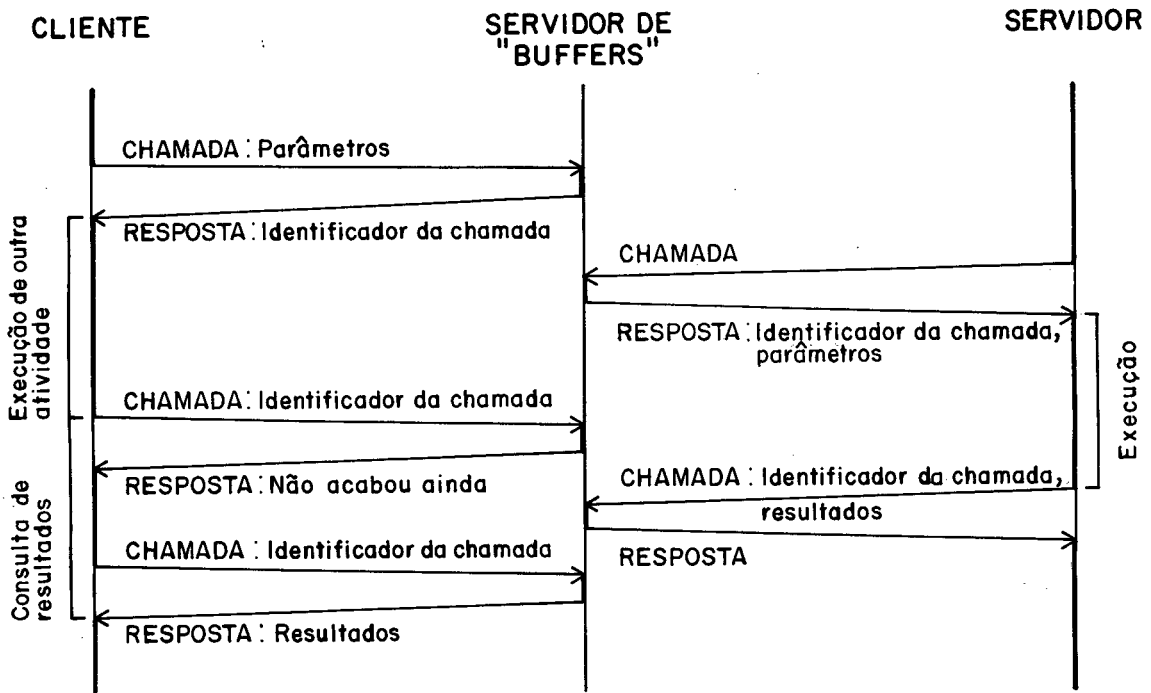 CLIENTE
SERVIDOR DE
"BUFFERS"
SERVIDOR
CHAMADA: Parâmetros
RESPOSTA: Identificador da chamada
CHAMADA
RESPOSTA: Identificador da chamada,
parâmetros
Execução de outra
atividade
Execução
CHAMADA: Identificador da chamada
RESPOSTA: Não acabou ainda
CHAMADA: Identificador da chamada,
resultados
Consulta de
resultados
CHAMADA: Identificador da chamada
RESPOSTA
RESPOSTA: Resultados